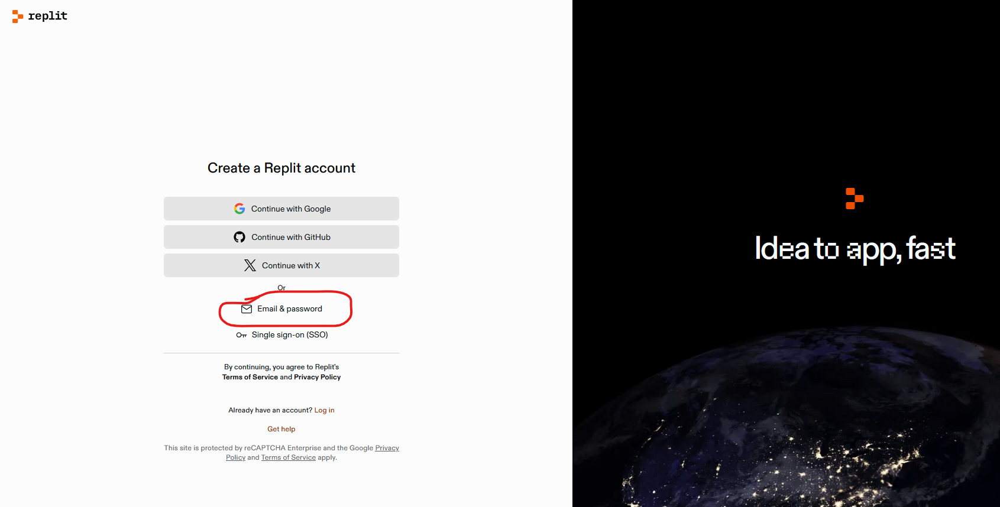 replit
Create a Replit account
Continue with Google
Continue with GitHub
Continue with X
Or
Email & password
Single sign-on (SSO)
By continuing, you agree to Replit's
Terms of Service and Privacy Policy
Already have an account? Log in
Get help
This site is protected by reCAPTCHA Enterprise and the Google Privacy
Policy and Terms of Service apply.
Idea to app, fast